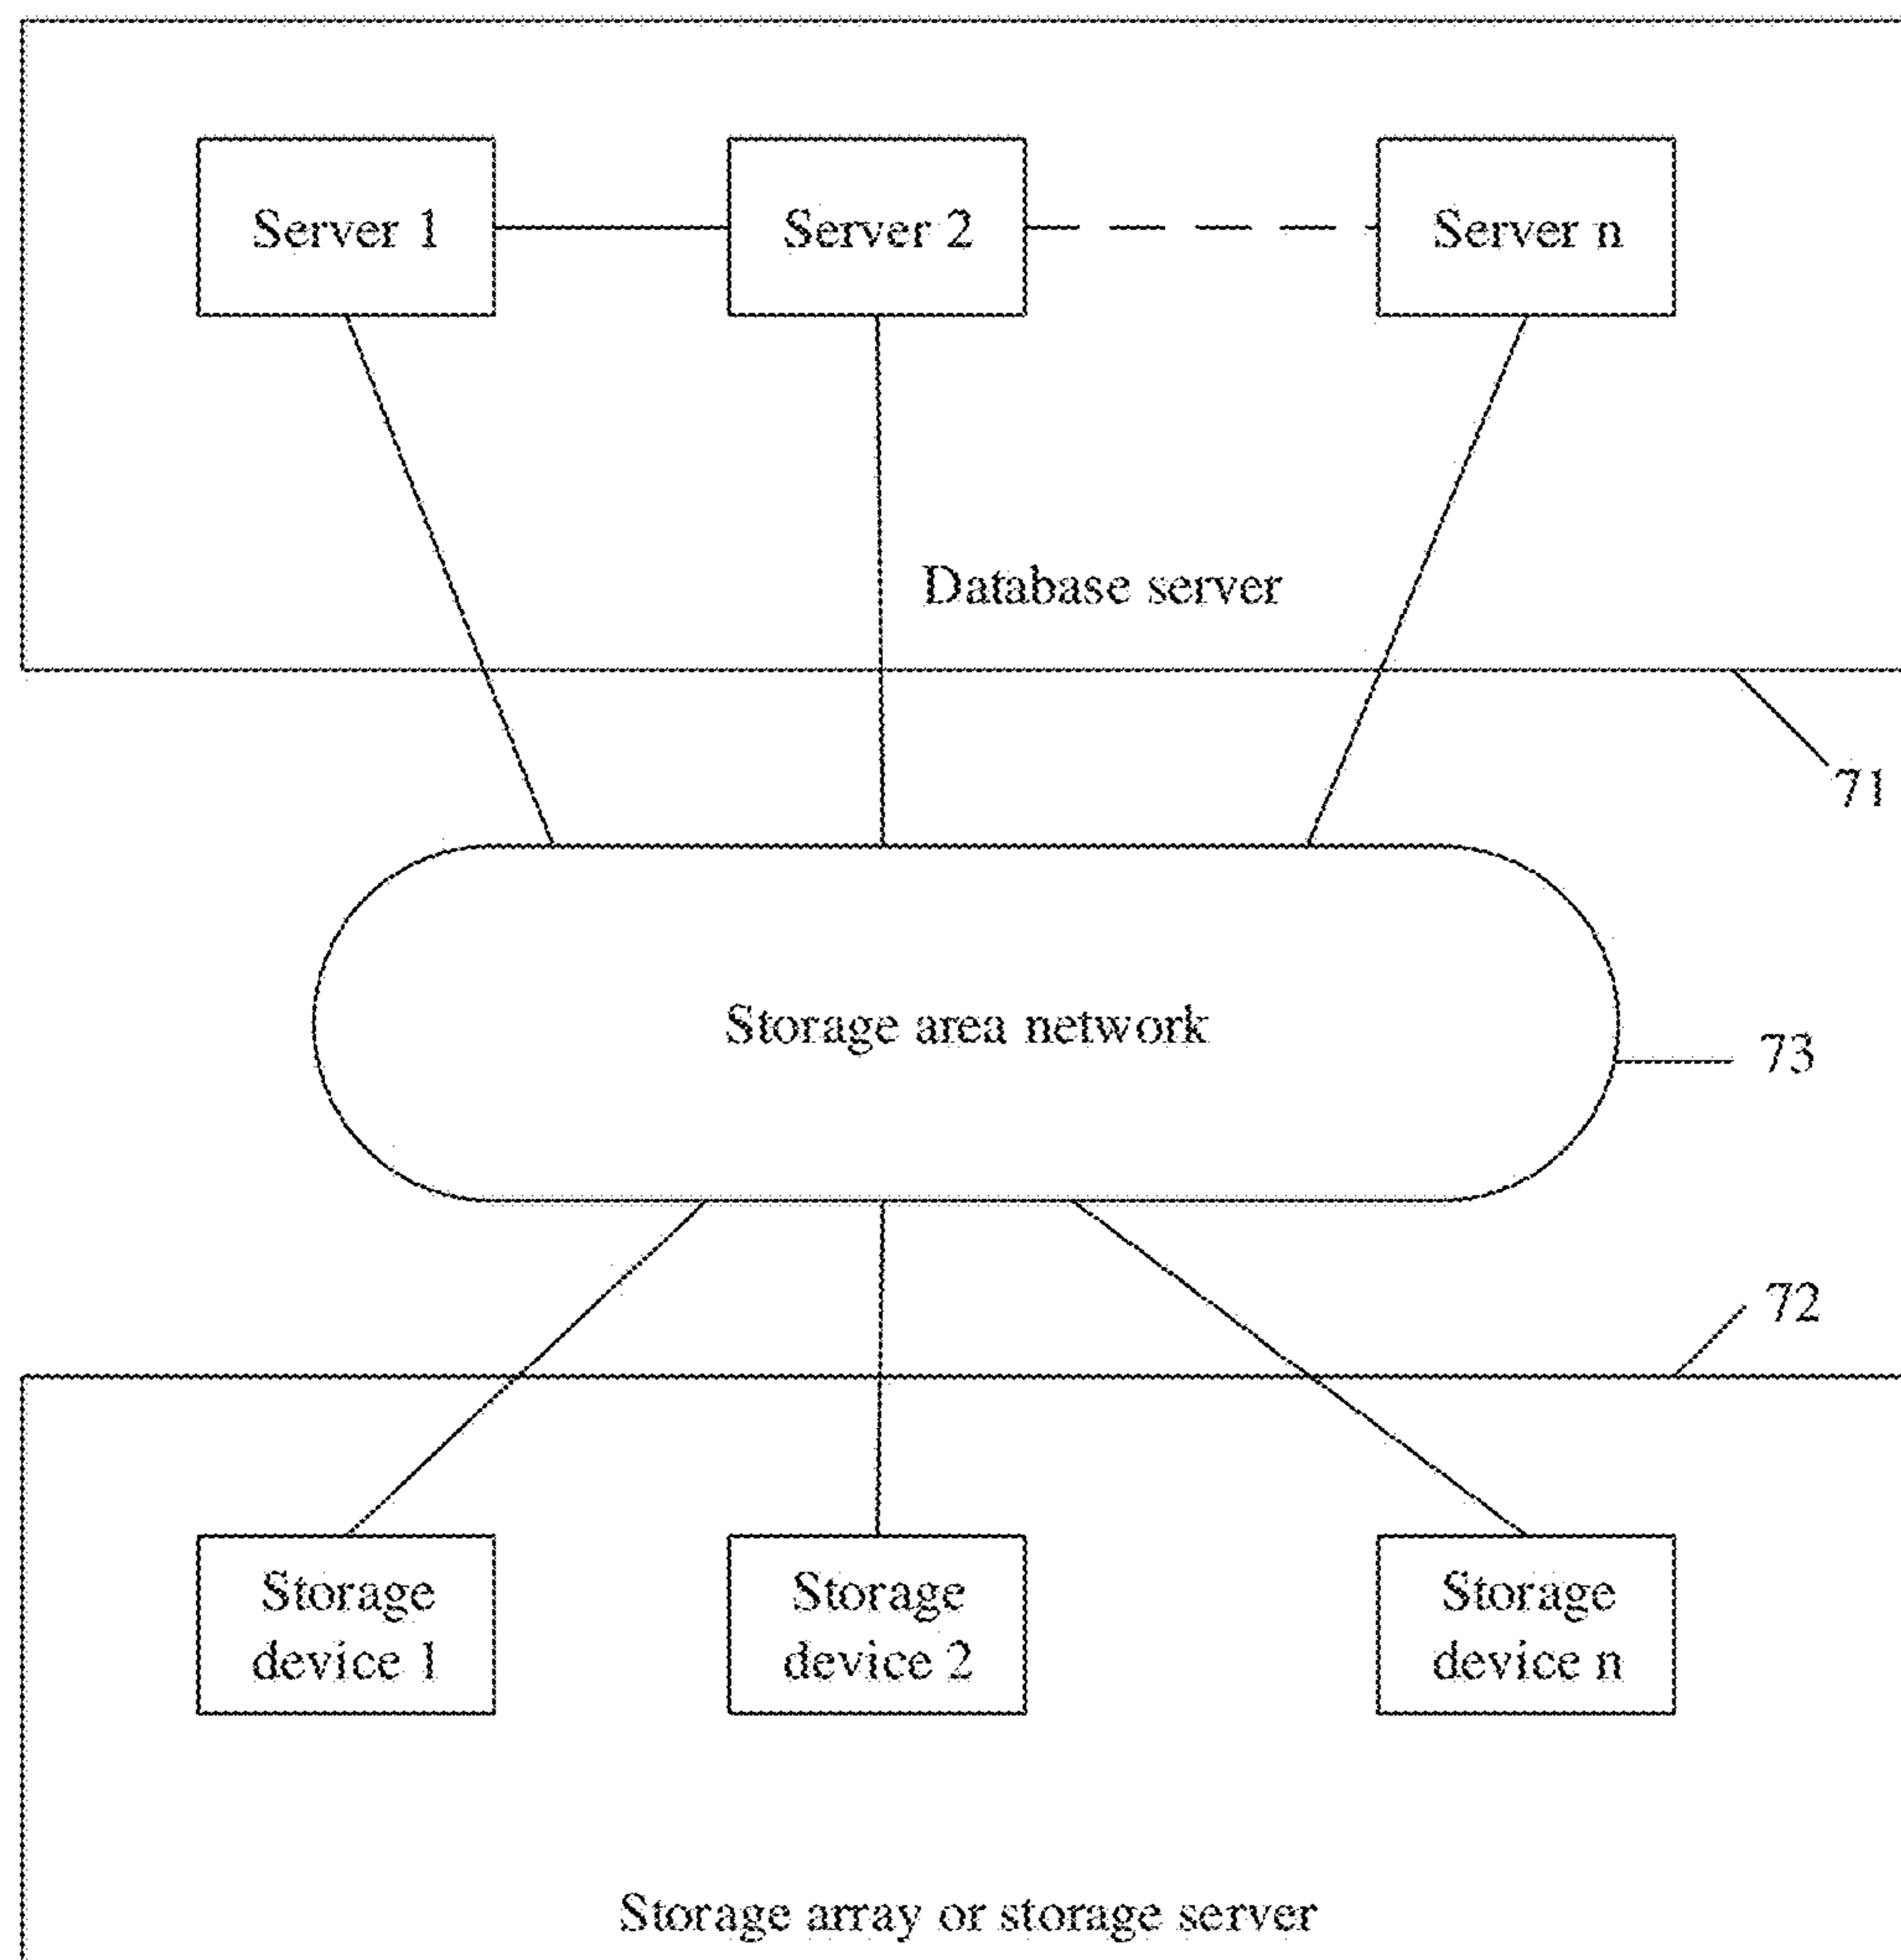 Server 1
Server 2
Server n
Database server
71
Storage area network
73
72
Storage
device 1
Storage
device 2
Storage
device n
Storage array or storage server